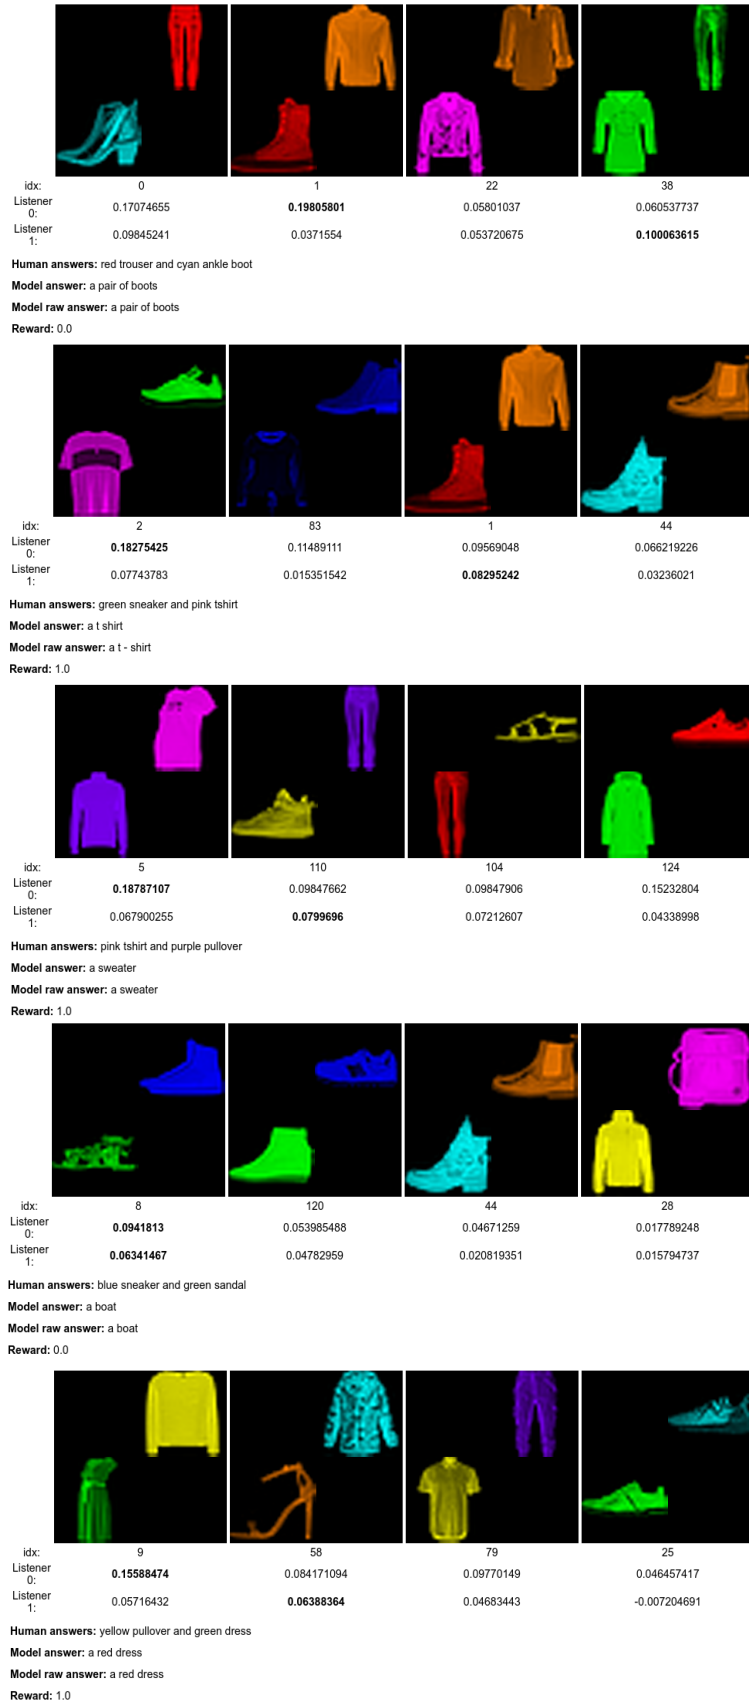 idx: 0 1 22 38
Listener 0: 0.17074655 0.19805801 0.05801037 0.060537737
Listener 1: 0.09845241 0.0371554 0.053720675 0.100063615
Human answers: red trouser and cyan ankle boot
Model answer: a pair of boots
Model raw answer: a pair of boots
Reward: 0.0
idx: 2 83 1 44
Listener 0: 0.18275425 0.11489111 0.09569048 0.066219226
Listener 1: 0.07743783 0.015351542 0.08295242 0.03236021
Human answers: green sneaker and pink tshirt
Model answer: a t shirt
Model raw answer: a t - shirt
Reward: 1.0
idx: 5 110 104 124
Listener 0: 0.18787107 0.09847662 0.09847906 0.15232804
Listener 1: 0.067900255 0.0799696 0.07212607 0.04338998
Human answers: pink tshirt and purple pullover
Model answer: a sweater
Model raw answer: a sweater
Reward: 1.0
idx: 8 120 44 28
Listener 0: 0.0941813 0.053985488 0.04671259 0.017789248
Listener 1: 0.06341467 0.04782959 0.020819351 0.015794737
Human answers: blue sneaker and green sandal
Model answer: a boat
Model raw answer: a boat
Reward: 0.0
idx: 9 58 79 25
Listener 0: 0.15588474 0.084171094 0.09770149 0.046457417
Listener 1: 0.05716432 0.06388364 0.04683443 -0.007204691
Human answers: yellow pullover and green dress
Model answer: a red dress
Model raw answer: a red dress
Reward: 1.0